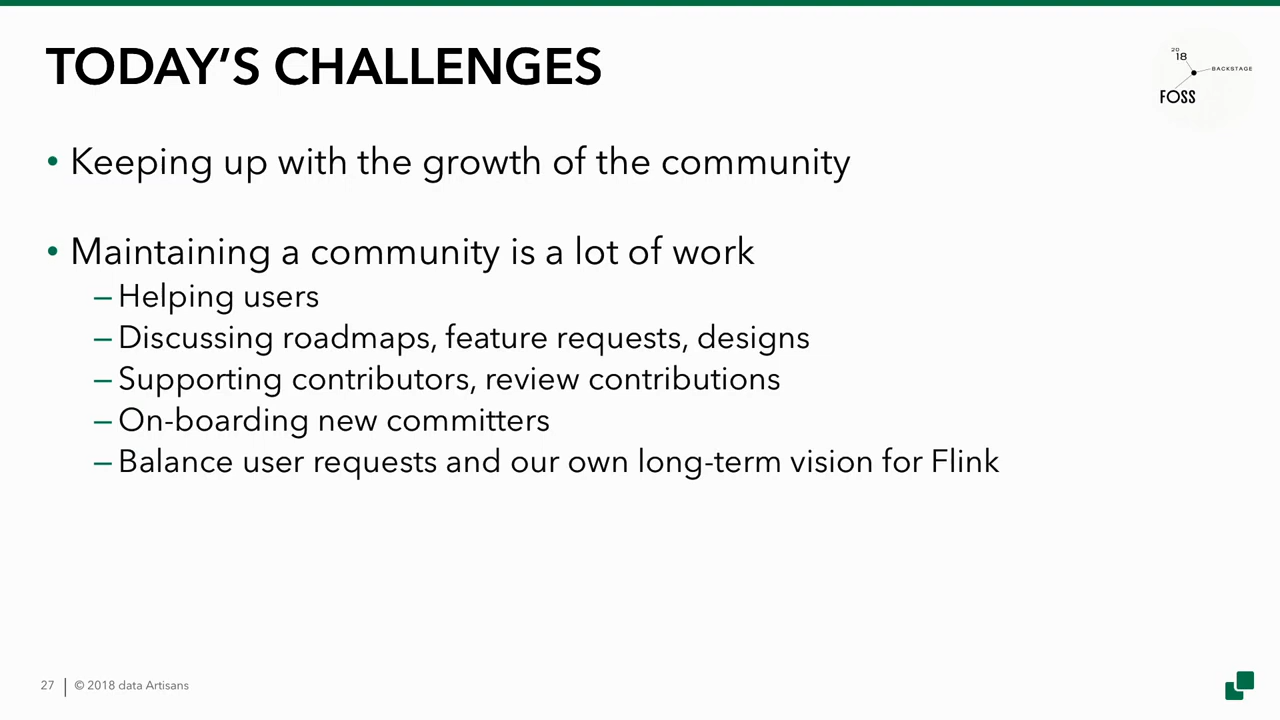 TODAY’S CHALLENGES
20
18
BACKSTAGE
FOSS
• Keeping up with the growth of the community
• Maintaining a community is a lot of work
– Helping users
– Discussing roadmaps, feature requests, designs
– Supporting contributors, review contributions
– On-boarding new committers
– Balance user requests and our own long-term vision for Flink
27 | © 2018 data Artisans